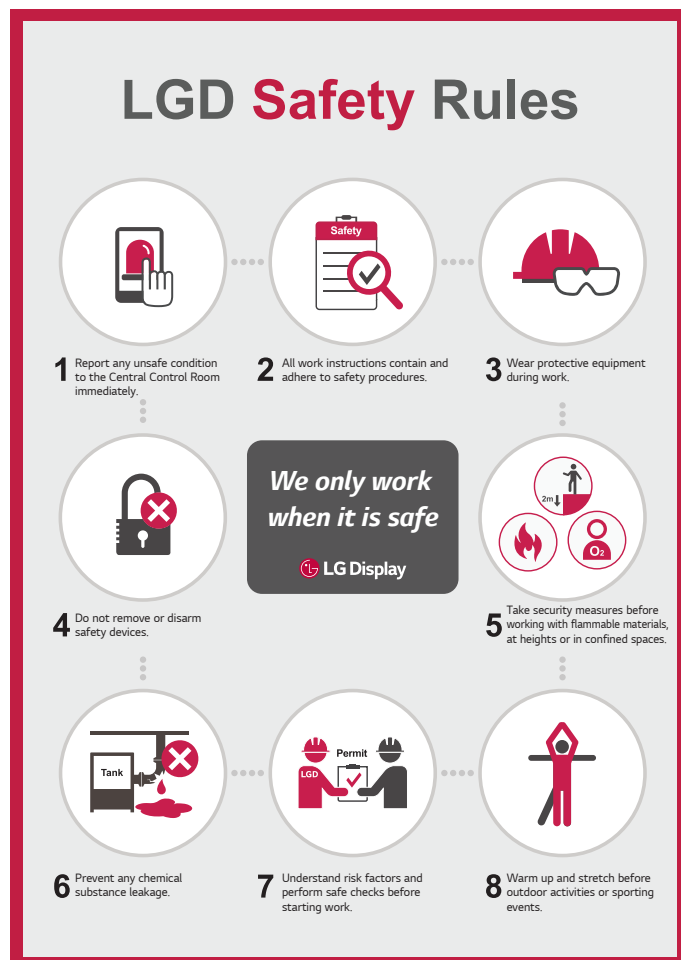 LGD Safety Rules
Safety
1 Report any unsafe condition
to the Central Control Room
immediately.
2 All work instructions contain and
adhere to safety procedures.
3 Wear protective equipment
during work.
We only work
when it is safe
LG Display
4 Do not remove or disarm
safety devices.
2m
O₂
5 Take security measures before
working with flammable materials,
at heights or in confined spaces.
Tank
6 Prevent any chemical
substance leakage.
Permit
LGD
7 Understand risk factors and
perform safe checks before
starting work.
8 Warm up and stretch before
outdoor activities or sporting
events.